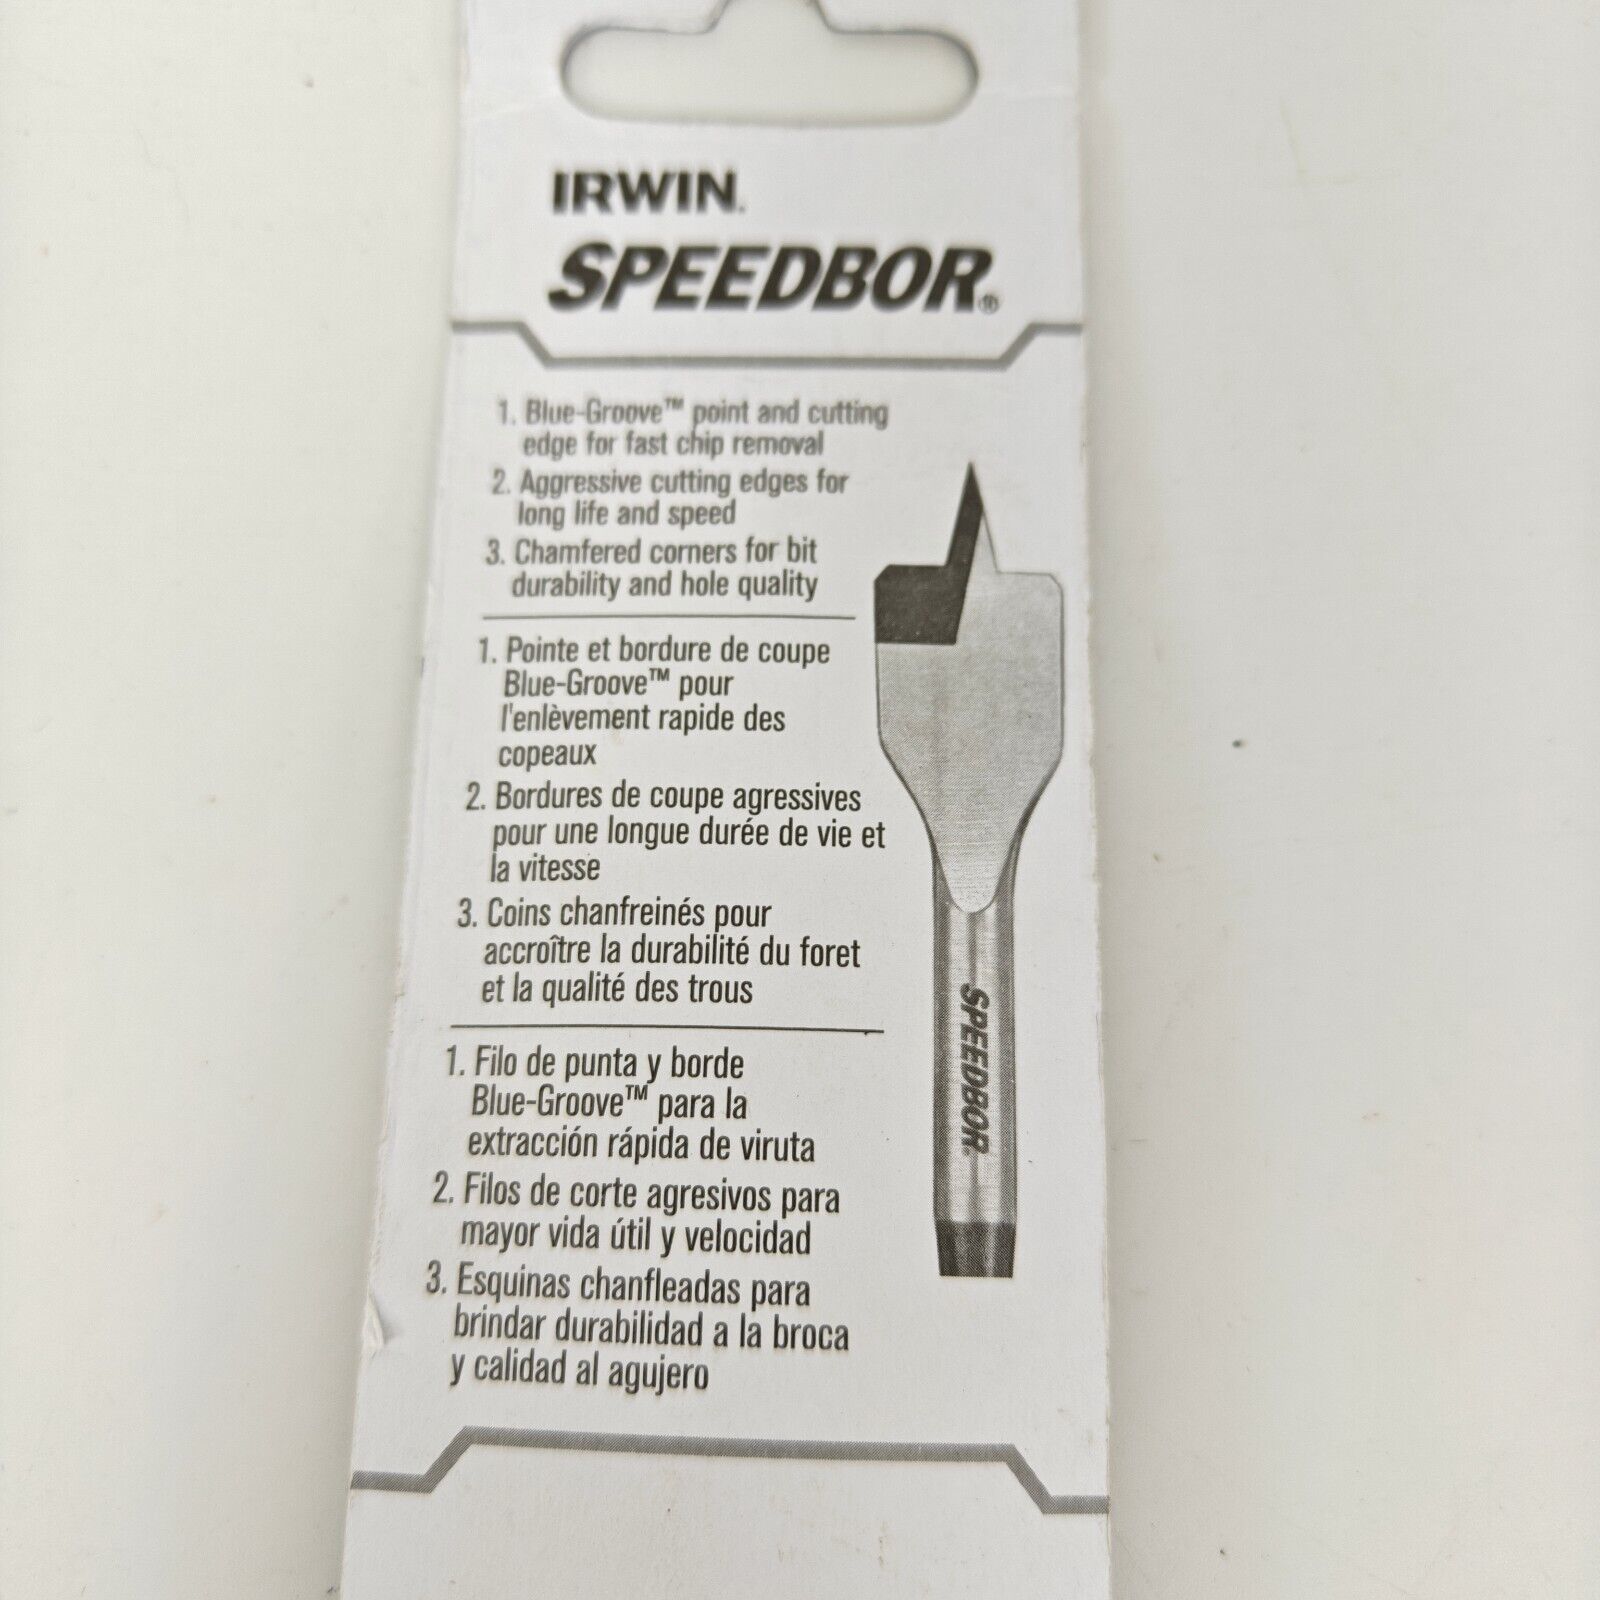 IRWIN.
SPEEDBOR®
1. Blue-Groove™ point and cutting
edge for fast chip removal
2. Aggressive cutting edges for
long life and speed
3. Chamfered corners for bit
durability and hole quality
1. Pointe et bordure de coupe
Blue-Groove™ pour
l'enlèvement rapide des
copeaux
2. Bordures de coupe agressives
pour une longue durée de vie et
la vitesse
3. Coins chanfreinés pour
accroître la durabilité du foret
et la qualité des trous
1. Filo de punta y borde
Blue-Groove™ para la
extracción rápida de viruta
2. Filos de corte agresivos para
mayor vida útil y velocidad
3. Esquinas chanfleadas para
brindar durabilidad a la broca
y calidad al agujero
SPEEDBOR.